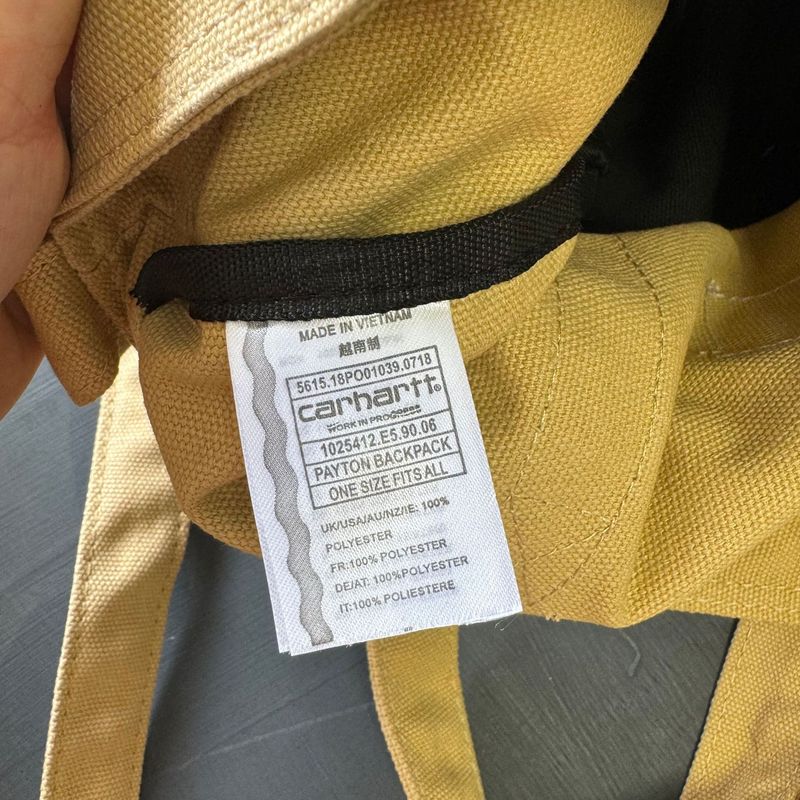 MADE IN VIETNAM
越南制
5615.18PO01039.0718
carhartt®
WORK IN PROGRESS
1025412.E5.90.06
PAYTON BACKPACK
ONE SIZE FITS ALL
UK/USA/AU/NZ/IE: 100%
POLYESTER
FR:100% POLYESTER
DE/AT: 100%POLYESTER
IT:100% POLIESTERE